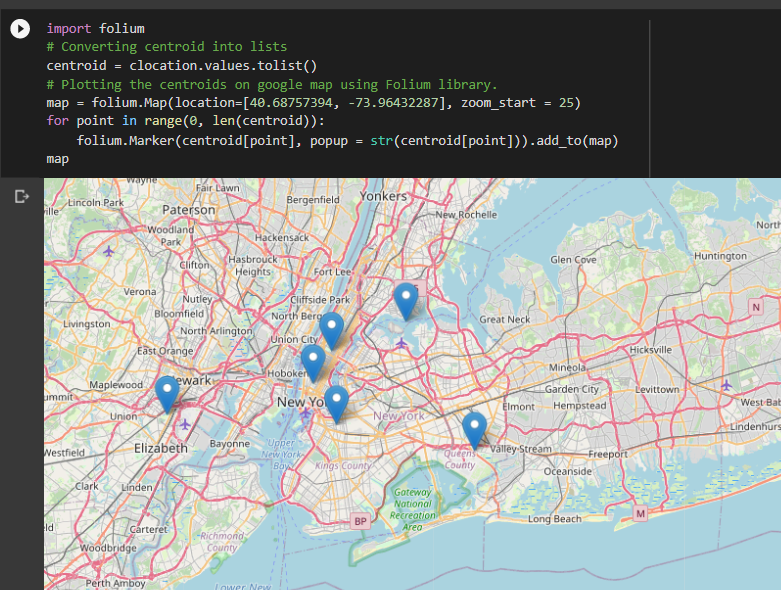 import folium
# Converting centroid into lists
centroid = clocation.values.tolist()
# Plotting the centroids on google map using Folium library.
map = folium.Map(location=[40.68757394, -73.96432287], zoom_start = 25)
for point in range(0, len(centroid)):
folium.Marker(centroid[point], popup = str(centroid[point])).add_to(map)
map
Wayne
Fair Lawn
Lincoln Park
Paterson
Bergenfield
Yonkers
New Rochelle
Woodland
Park
Hackensack
Clifton
Hasbrouck
Heights
Fort Lee
Glen Cove
Huntington
North
Verona
Nutley
Cliffside Park
Bloomfield
North Berg
Livingston
North Arlington
Union City
Great Neck
N
East Orange
Hicksville
Maplewood
ewark
Hoboken
Mineola
Garden City
Levittown
ummit
Union
New Yo
New York
Elmont
Hempstead
West Bab
Lindenhurs
Elizabeth
Bayonne
Upper
New York
Bay
Kings County
Queens
County
Valley Stream
Freeport
Westfield
Oceanside
Clark
Linden
Gateway
National
Recreation
Area
Long Beach
M
BP
Carteret
Richmond
County
Woodbridge
Perth Amboy
Lower New